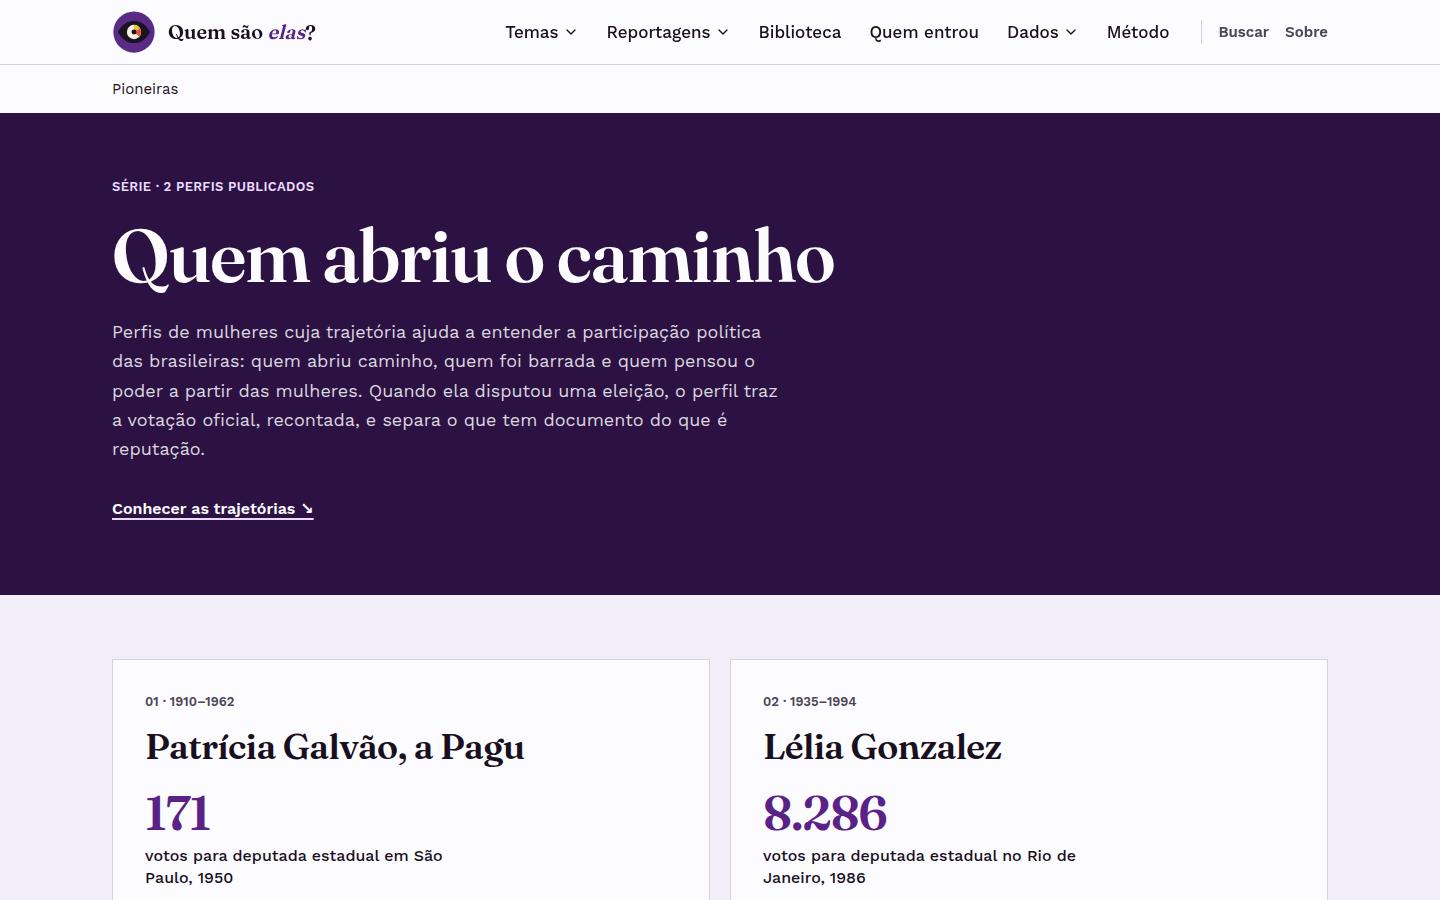 Quem são elas?
Temas
Reportagens
Biblioteca
Quem entrou
Dados
Método
Buscar
Sobre
Pioneiras
SÉRIE · 2 PERFIS PUBLICADOS
Quem abriu o caminho
Perfis de mulheres cuja trajetória ajuda a entender a participação política
das brasileiras: quem abriu caminho, quem foi barrada e quem pensou o
poder a partir das mulheres. Quando ela disputou uma eleição, o perfil traz
a votação oficial, recontada, e separa o que tem documento do que é
reputação.
Conhecer as trajetórias ↘
01 · 1910–1962
Patrícia Galvão, a Pagu
171
votos para deputada estadual em São
Paulo, 1950
02 · 1935–1994
Lélia Gonzalez
8.286
votos para deputada estadual no Rio de
Janeiro, 1986